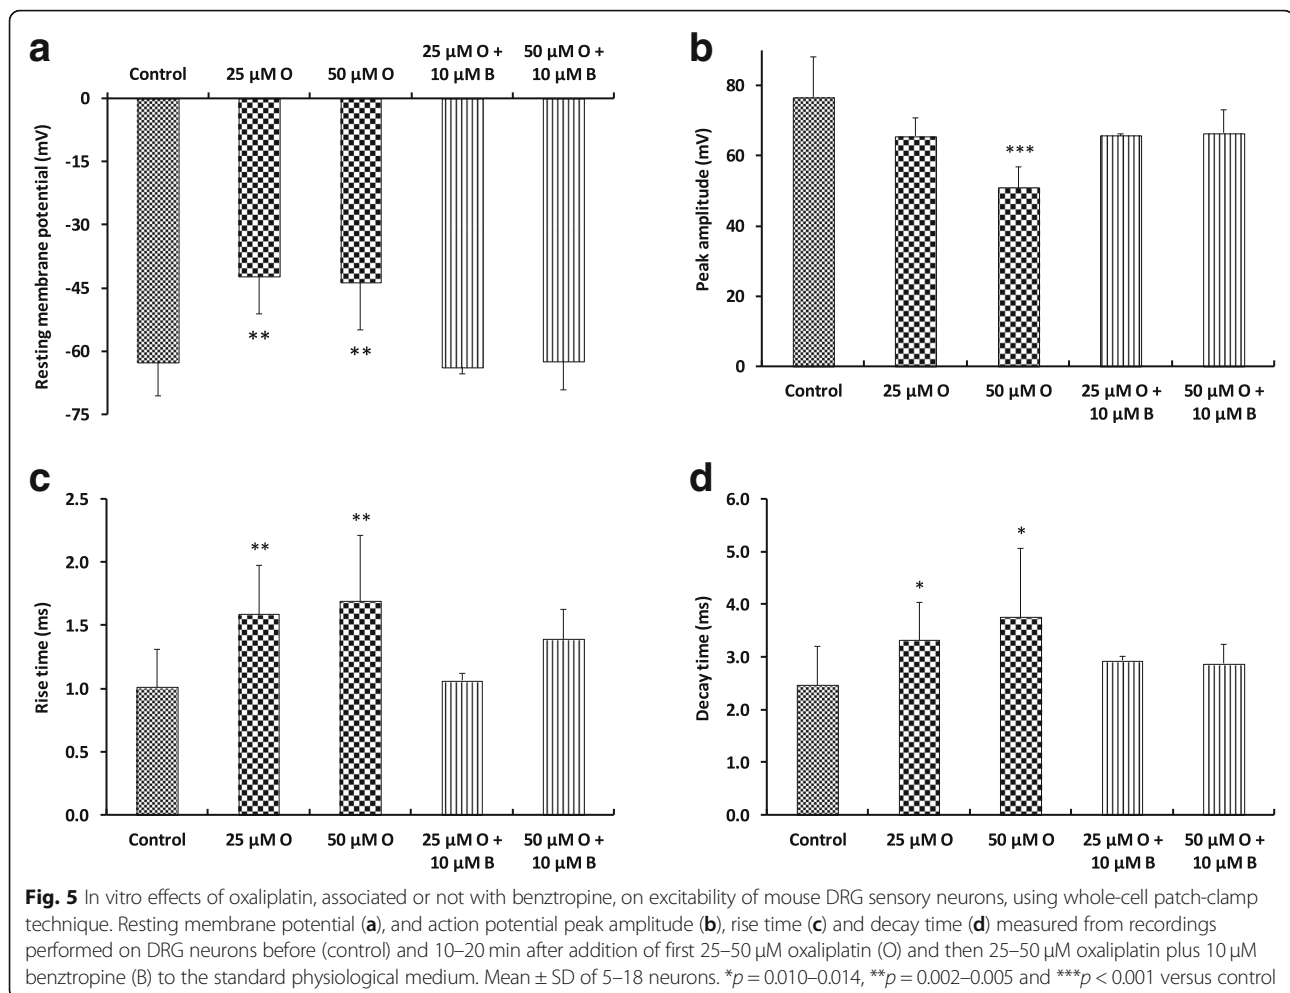 a
Control
25 µM O
50 µM O
25 µM O +
10 µM B
50 µM O +
10 µM B
Resting membrane potential (mV)
0
-15
-30
-45
-60
-75
**
**
b
Peak amplitude (mV)
80
60
40
20
0
***
Control
25 µM O
50 µM O
25 µM O +
10 µM B
50 µM O +
10 µM B
c
Rise time (ms)
2.5
2.0
1.5
1.0
0.5
0.0
**
**
Control
25 µM O
50 µM O
25 µM O +
10 µM B
50 µM O +
10 µM B
d
Decay time (ms)
6.0
5.0
4.0
3.0
2.0
1.0
0.0
*
*
Control
25 µM O
50 µM O
25 µM O +
10 µM B
50 µM O +
10 µM B
Fig. 5 In vitro effects of oxaliplatin, associated or not with benztropine, on excitability of mouse DRG sensory neurons, using whole-cell patch-clamp
technique. Resting membrane potential (a), and action potential peak amplitude (b), rise time (c) and decay time (d) measured from recordings
performed on DRG neurons before (control) and 10–20 min after addition of first 25–50 µM oxaliplatin (O) and then 25–50 µM oxaliplatin plus 10 µM
benztropine (B) to the standard physiological medium. Mean ± SD of 5–18 neurons. *p = 0.010–0.014, **p = 0.002–0.005 and ***p < 0.001 versus control